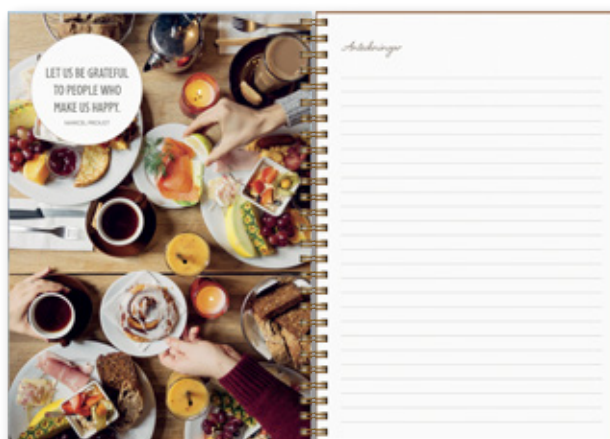 LET US BE GRATEFUL
TO PEOPLE WHO
MAKE US HAPPY.
MARCEL PROUST
Anteckningar